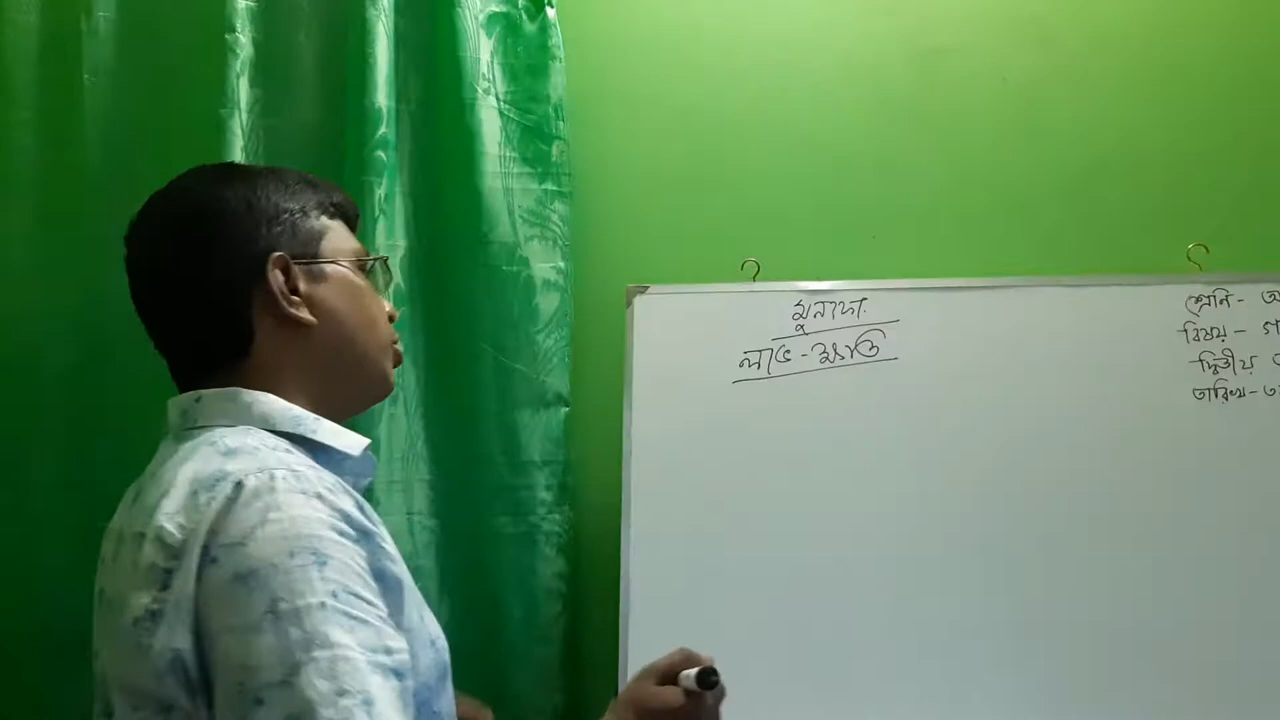 মুনাফা
লাভ-ক্ষতি
শ্রেণি-
বিষয়-
দ্বিতীয়
তারিখ-